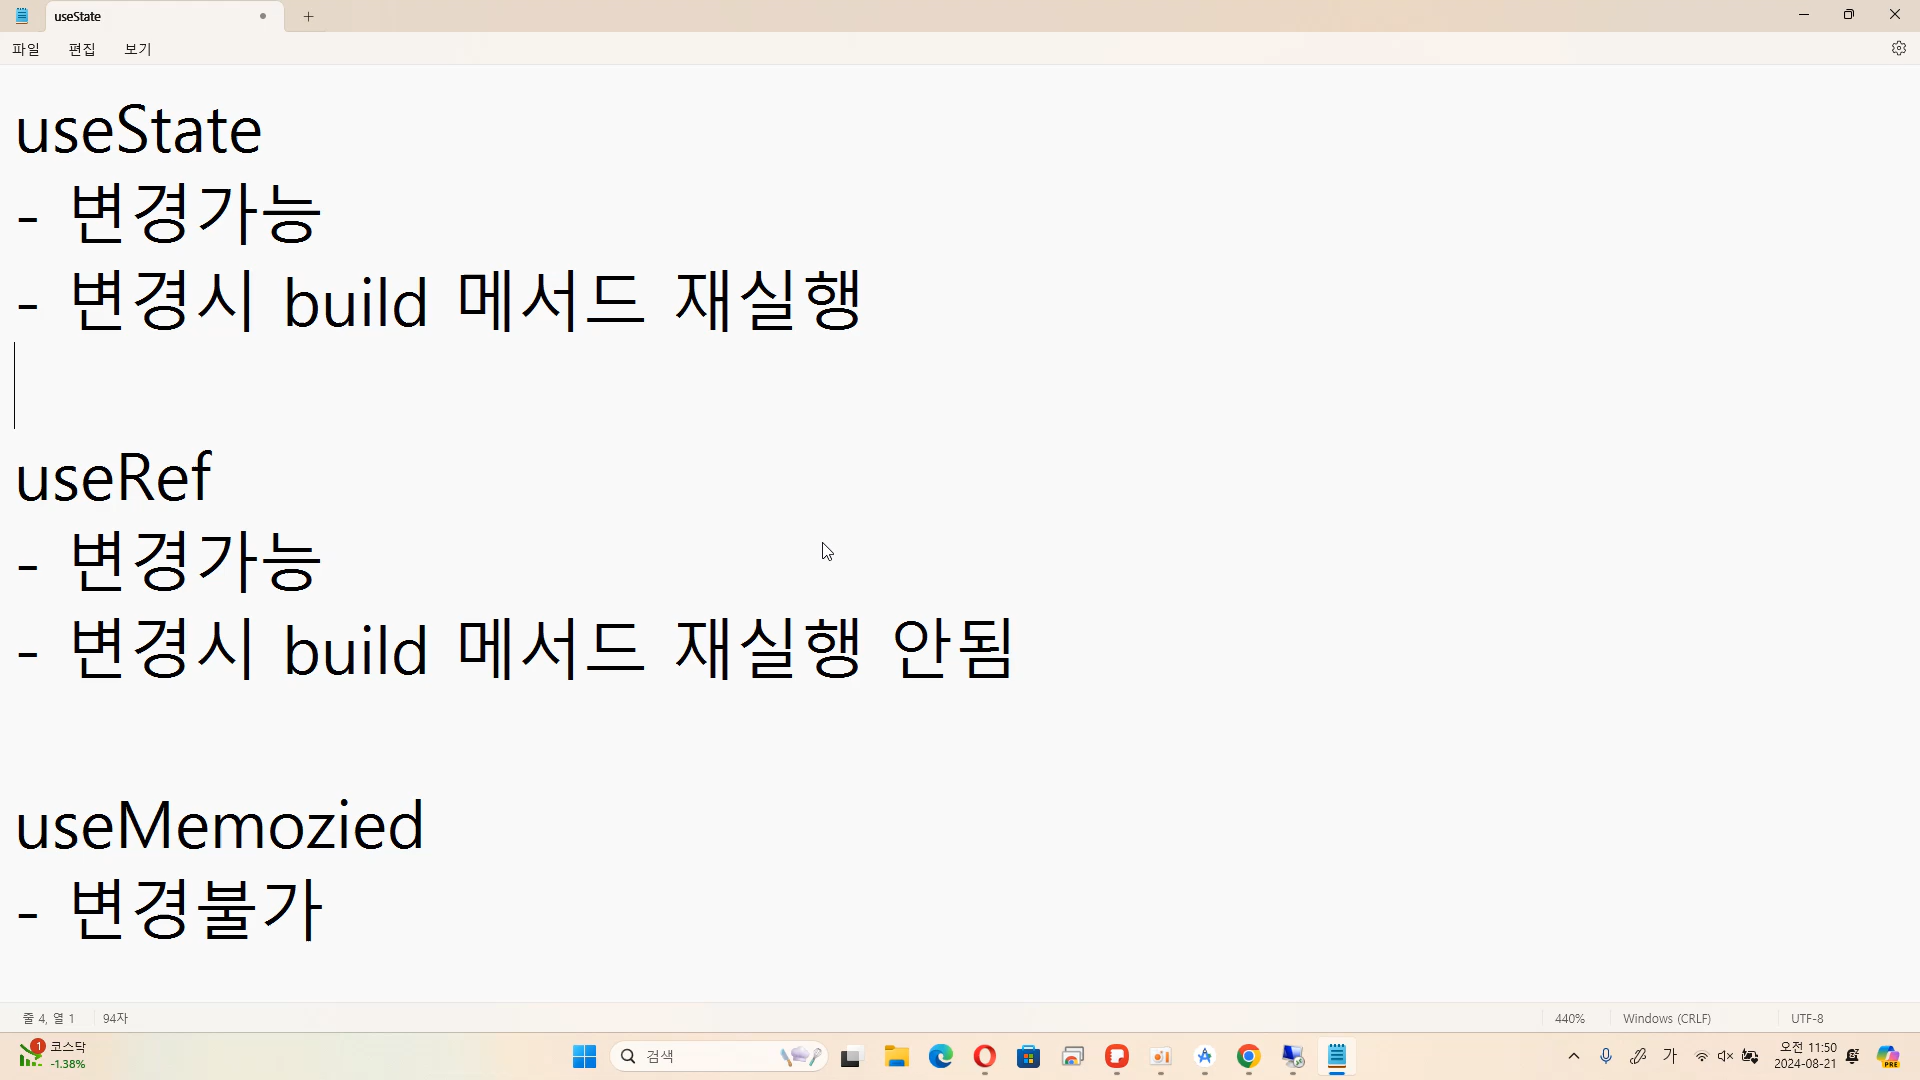 useState
파일
편집
보기
useState
- 변경가능
- 변경시 build 메서드 재실행
useRef
- 변경가능
- 변경시 build 메서드 재실행 안됨
useMemozied
- 변경불가
줄 4, 열 1
94자
440%
Windows (CRLF)
UTF-8
1
코스닥
-1.38%
검색
가
오전 11:50
2024-08-21
PRE